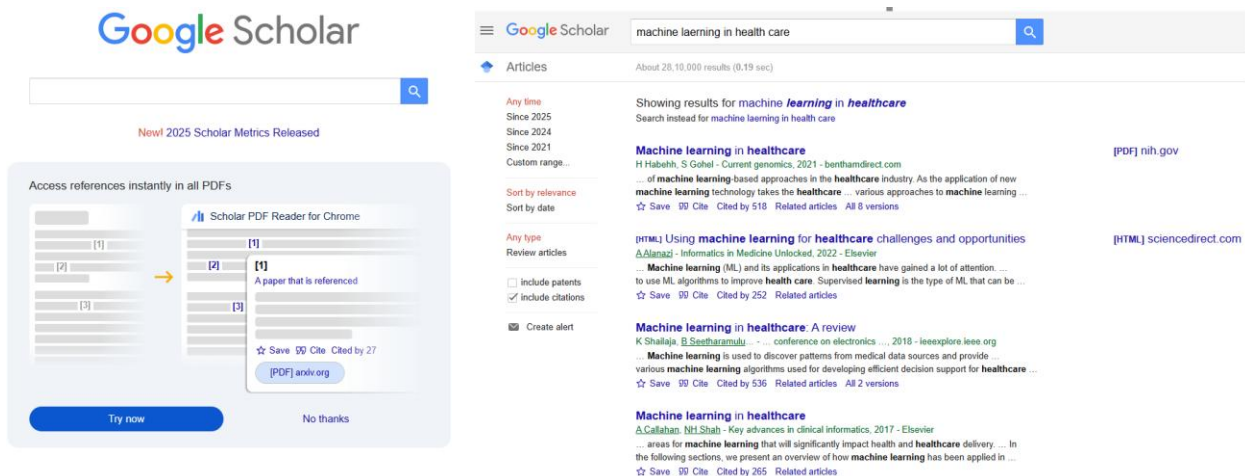 Google Scholar
New! 2025 Scholar Metrics Released
Access references instantly in all PDFs
[1]
[2]
[3]
Scholar PDF Reader for Chrome
[1]
[2]
[3]
[1]
A paper that is referenced
Save Cite Cited by 27
[PDF] arxiv.org
Try now
No thanks
Google Scholar
machine laerning in health care
Articles
About 28,10,000 results (0.19 sec)
Any time
Since 2025
Since 2024
Since 2021
Custom range...
Sort by relevance
Sort by date
Any type
Review articles
include patents
include citations
Create alert
Showing results for machine learning in healthcare
Search instead for machine laerning in health care
Machine learning in healthcare
[PDF] nih.gov
H Habehh, S Gohel - Current genomics, 2021 - benthamdirect.com
... of machine learning-based approaches in the healthcare industry. As the application of new
machine learning technology takes the healthcare ... various approaches to machine learning ...
Save Cite Cited by 518 Related articles All 8 versions
[HTML] Using machine learning for healthcare challenges and opportunities
[HTML] sciencedirect.com
A Alanazi - Informatics in Medicine Unlocked, 2022 - Elsevier
... Machine learning (ML) and its applications in healthcare have gained a lot of attention. ...
to use ML algorithms to improve health care. Supervised learning is the type of ML that can be ...
Save Cite Cited by 252 Related articles
Machine learning in healthcare: A review
K Shailaja, B Seetharamulu... - ... conference on electronics ..., 2018 - ieeexplore.ieee.org
... Machine learning is used to discover patterns from medical data sources and provide ...
various machine learning algorithms used for developing efficient decision support for healthcare ...
Save Cite Cited by 536 Related articles All 2 versions
Machine learning in healthcare
A Callahan, NH Shah - Key advances in clinical informatics, 2017 - Elsevier
... areas for machine learning that will significantly impact health and healthcare delivery. ... In
the following sections, we present an overview of how machine learning has been applied in ...
Save Cite Cited by 265 Related articles